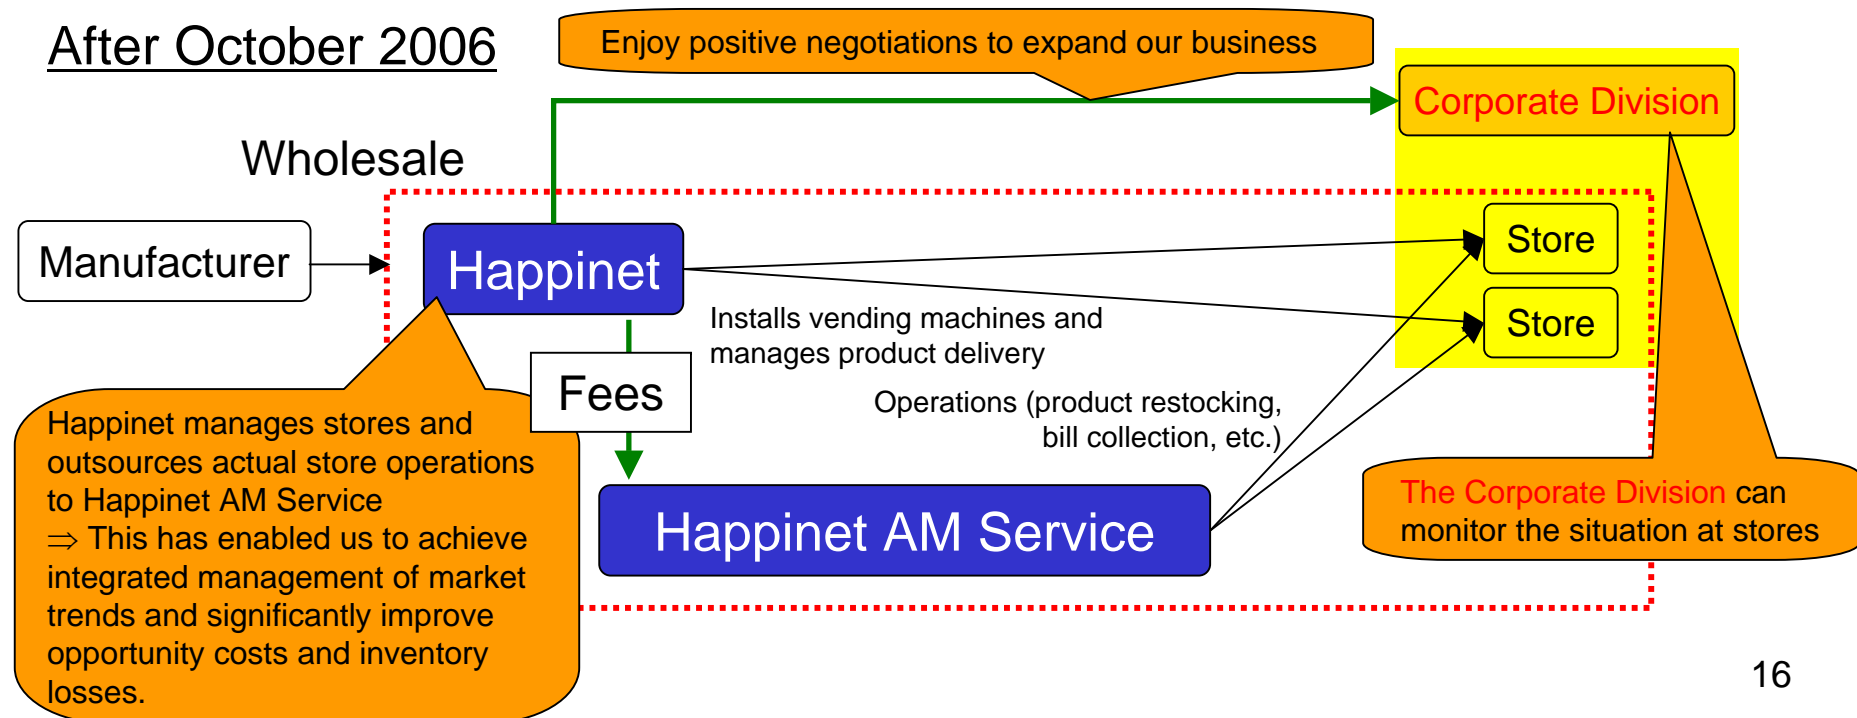 After October 2006
Enjoy positive negotiations to expand our business
Corporate Division
Wholesale
Manufacturer
Happinet
Store
Store
Installs vending machines and
manages product delivery
Fees
Operations (product restocking,
bill collection, etc.)
Happinet manages stores and
outsources actual store operations
to Happinet AM Service
⇒ This has enabled us to achieve
integrated management of market
trends and significantly improve
opportunity costs and inventory
losses.
Happinet AM Service
The Corporate Division can
monitor the situation at stores
16